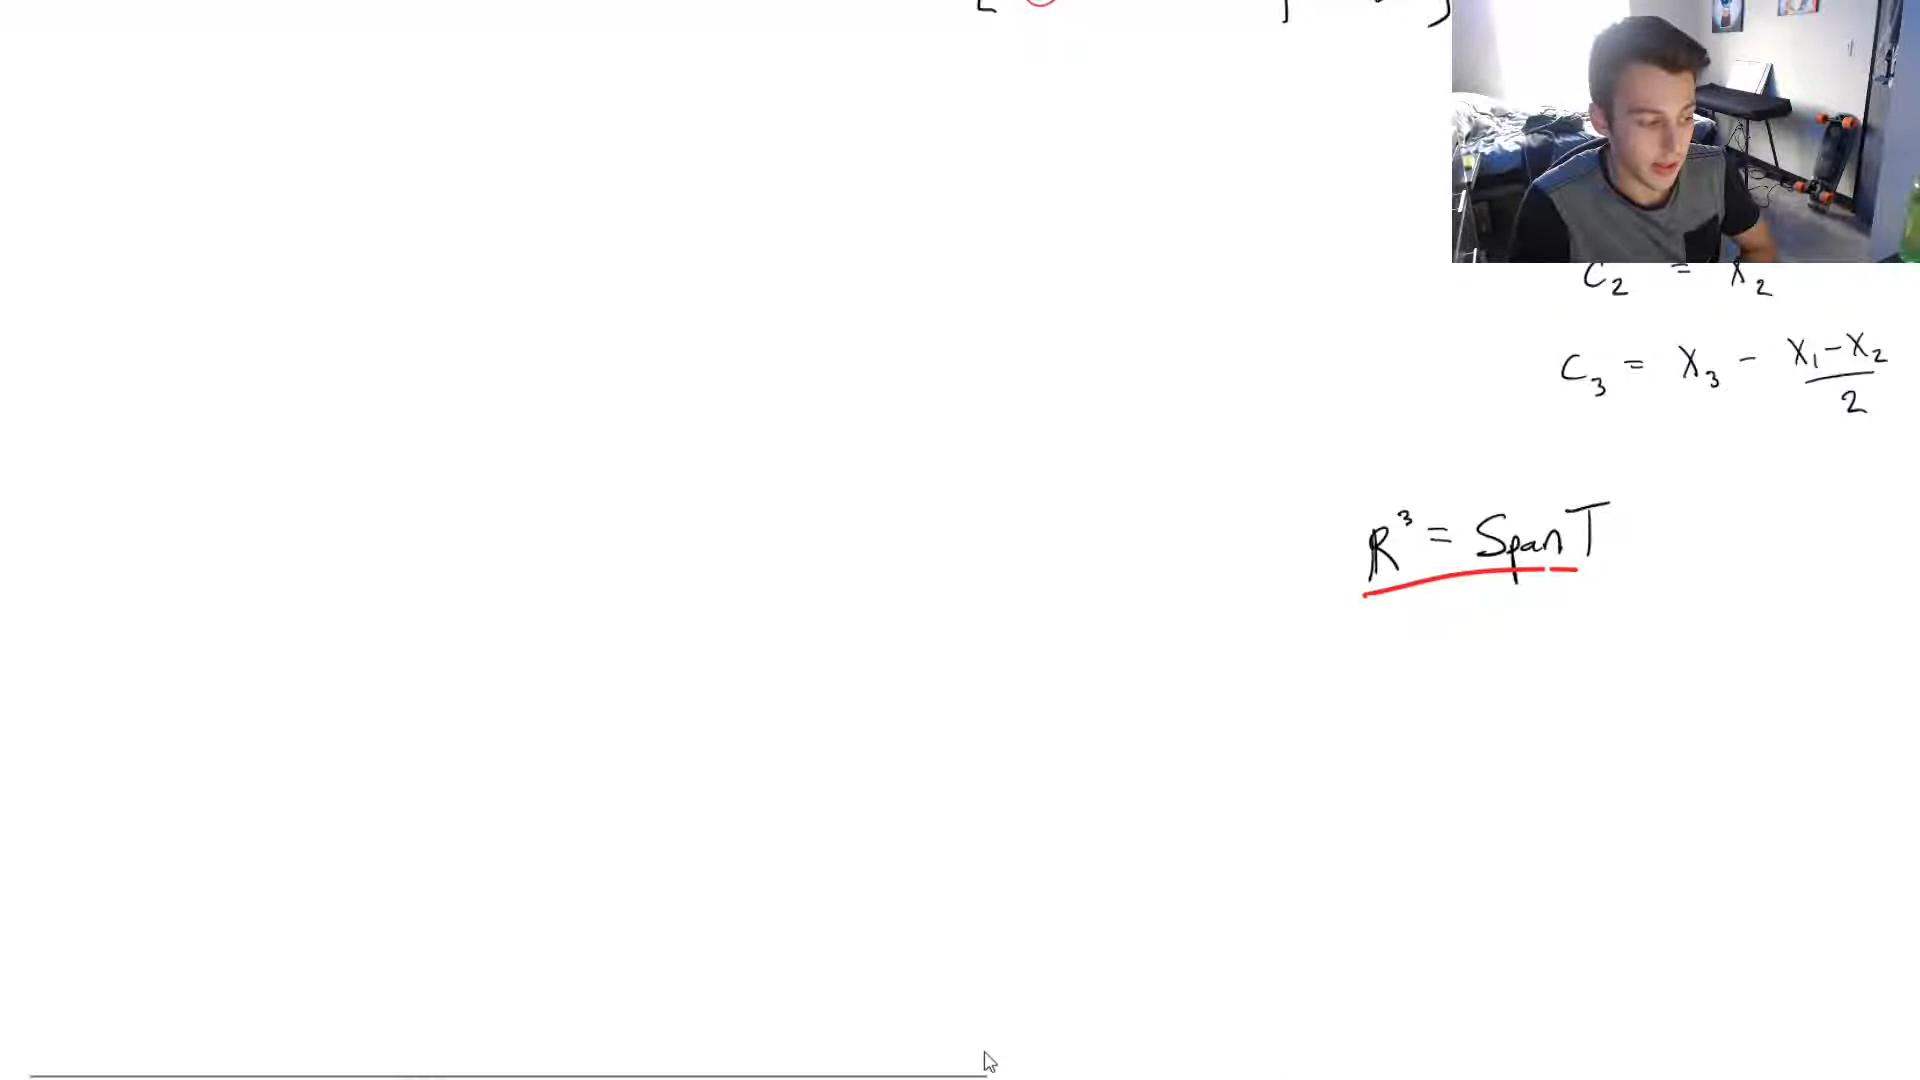 C₂ = X₂
C₃ = X₃ - (X₁-X₂)/2
ℝ³ = Span T